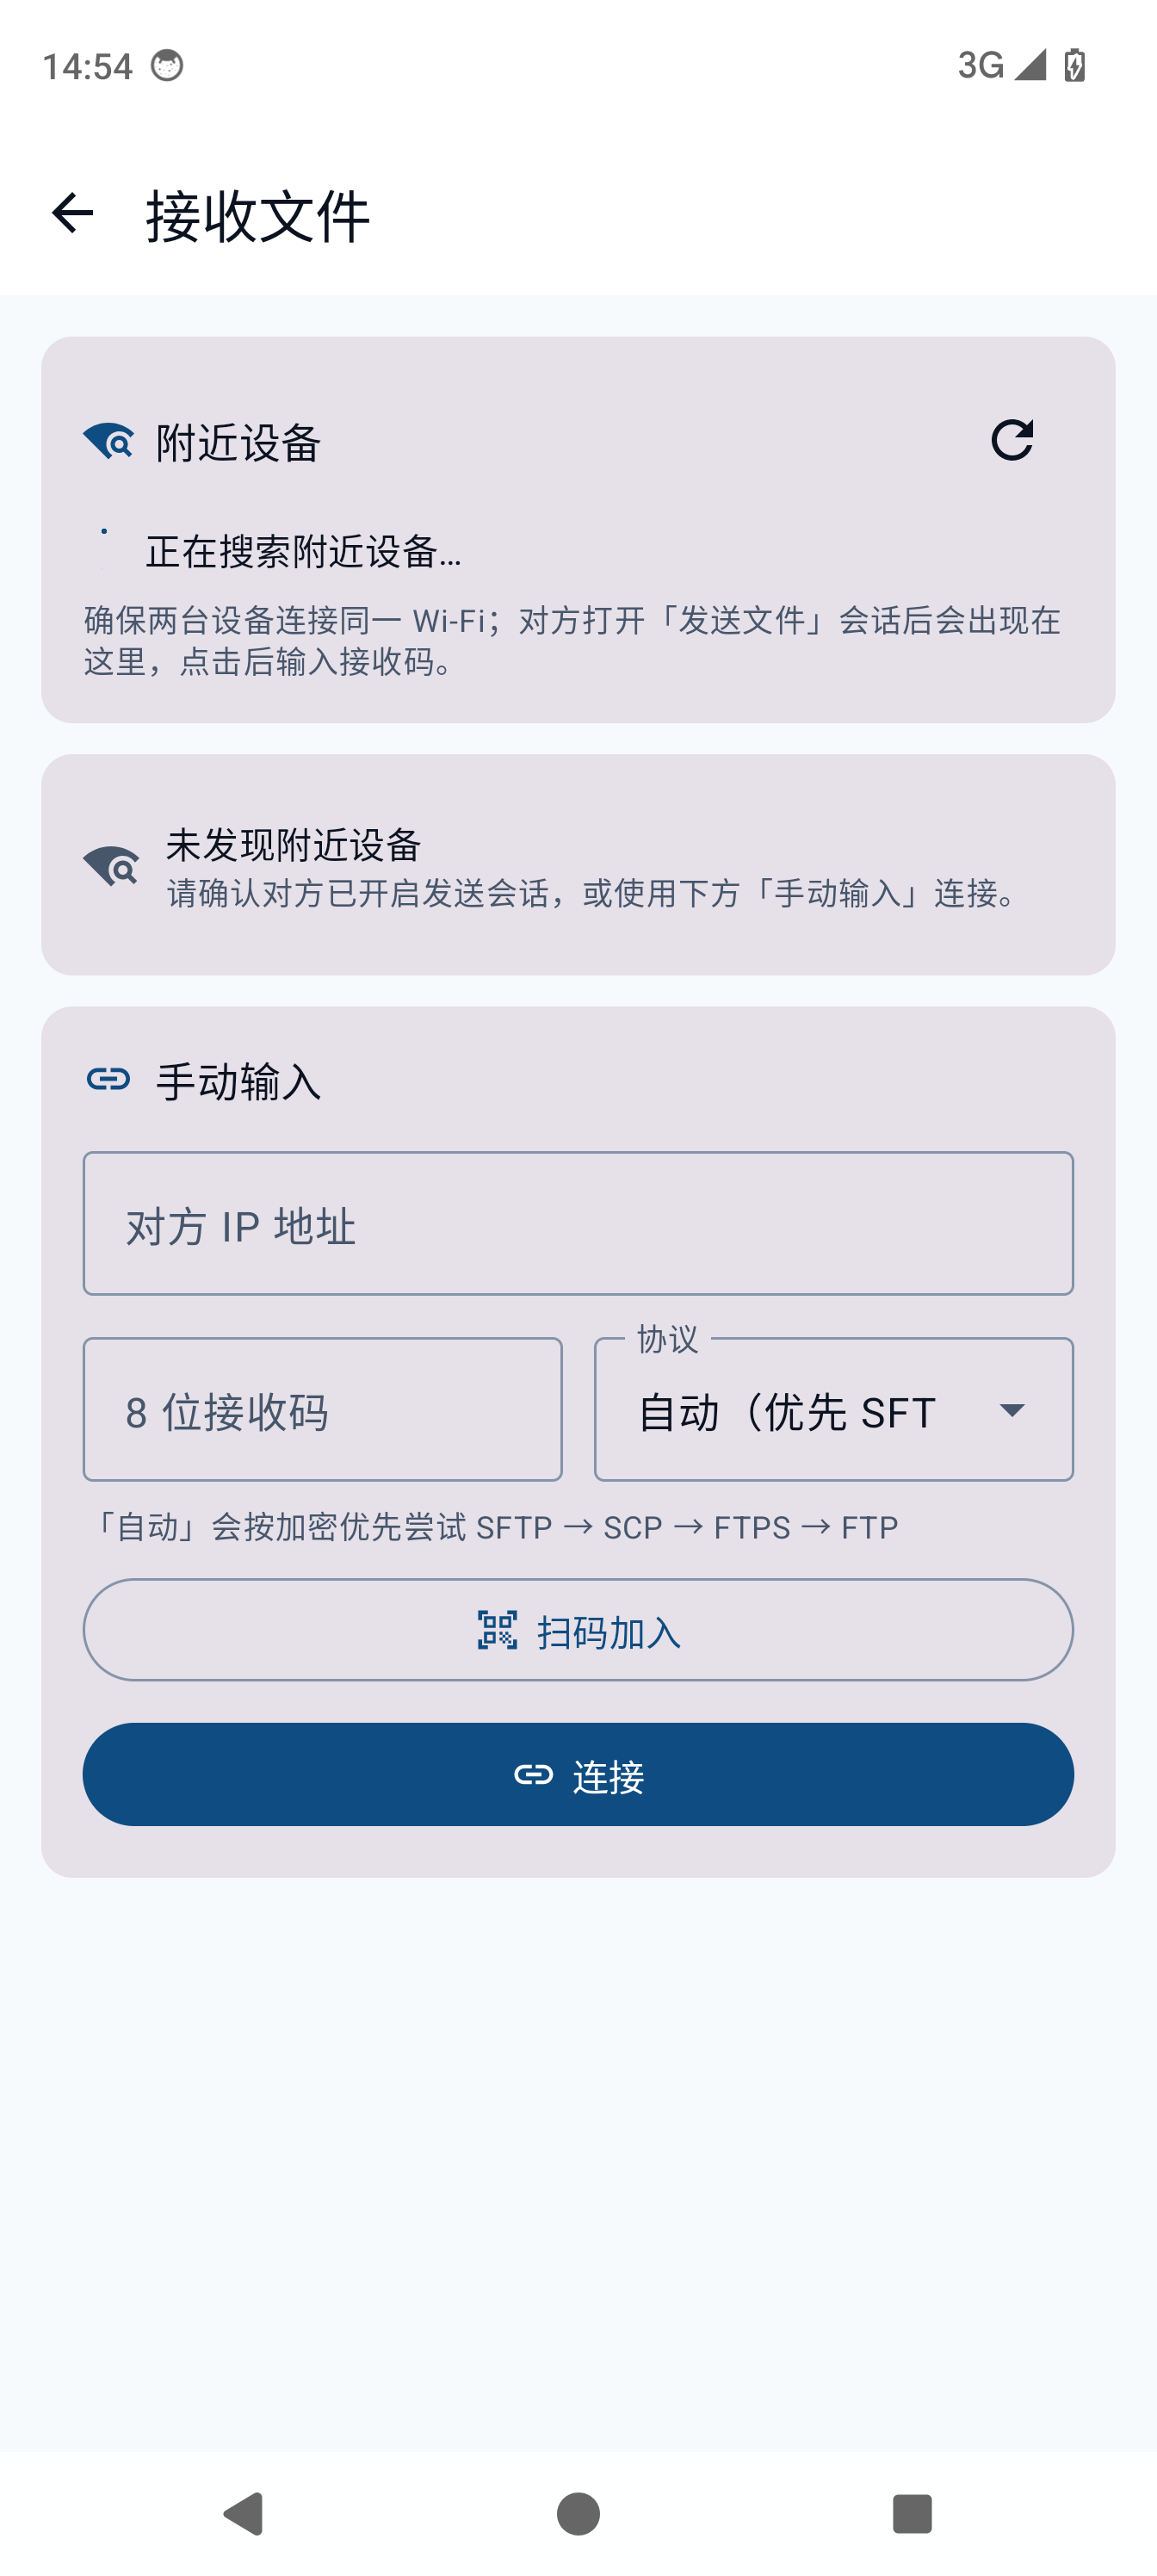 14:54
3G
接收文件
附近设备
正在搜索附近设备...
确保两台设备连接同一 Wi-Fi；对方打开「发送文件」会话后会出现在
这里，点击后输入接收码。
未发现附近设备
请确认对方已开启发送会话，或使用下方「手动输入」连接。
手动输入
对方 IP 地址
协议
8 位接收码
自动（优先 SFT
「自动」会按加密优先尝试 SFTP → SCP → FTPS → FTP
扫码加入
连接